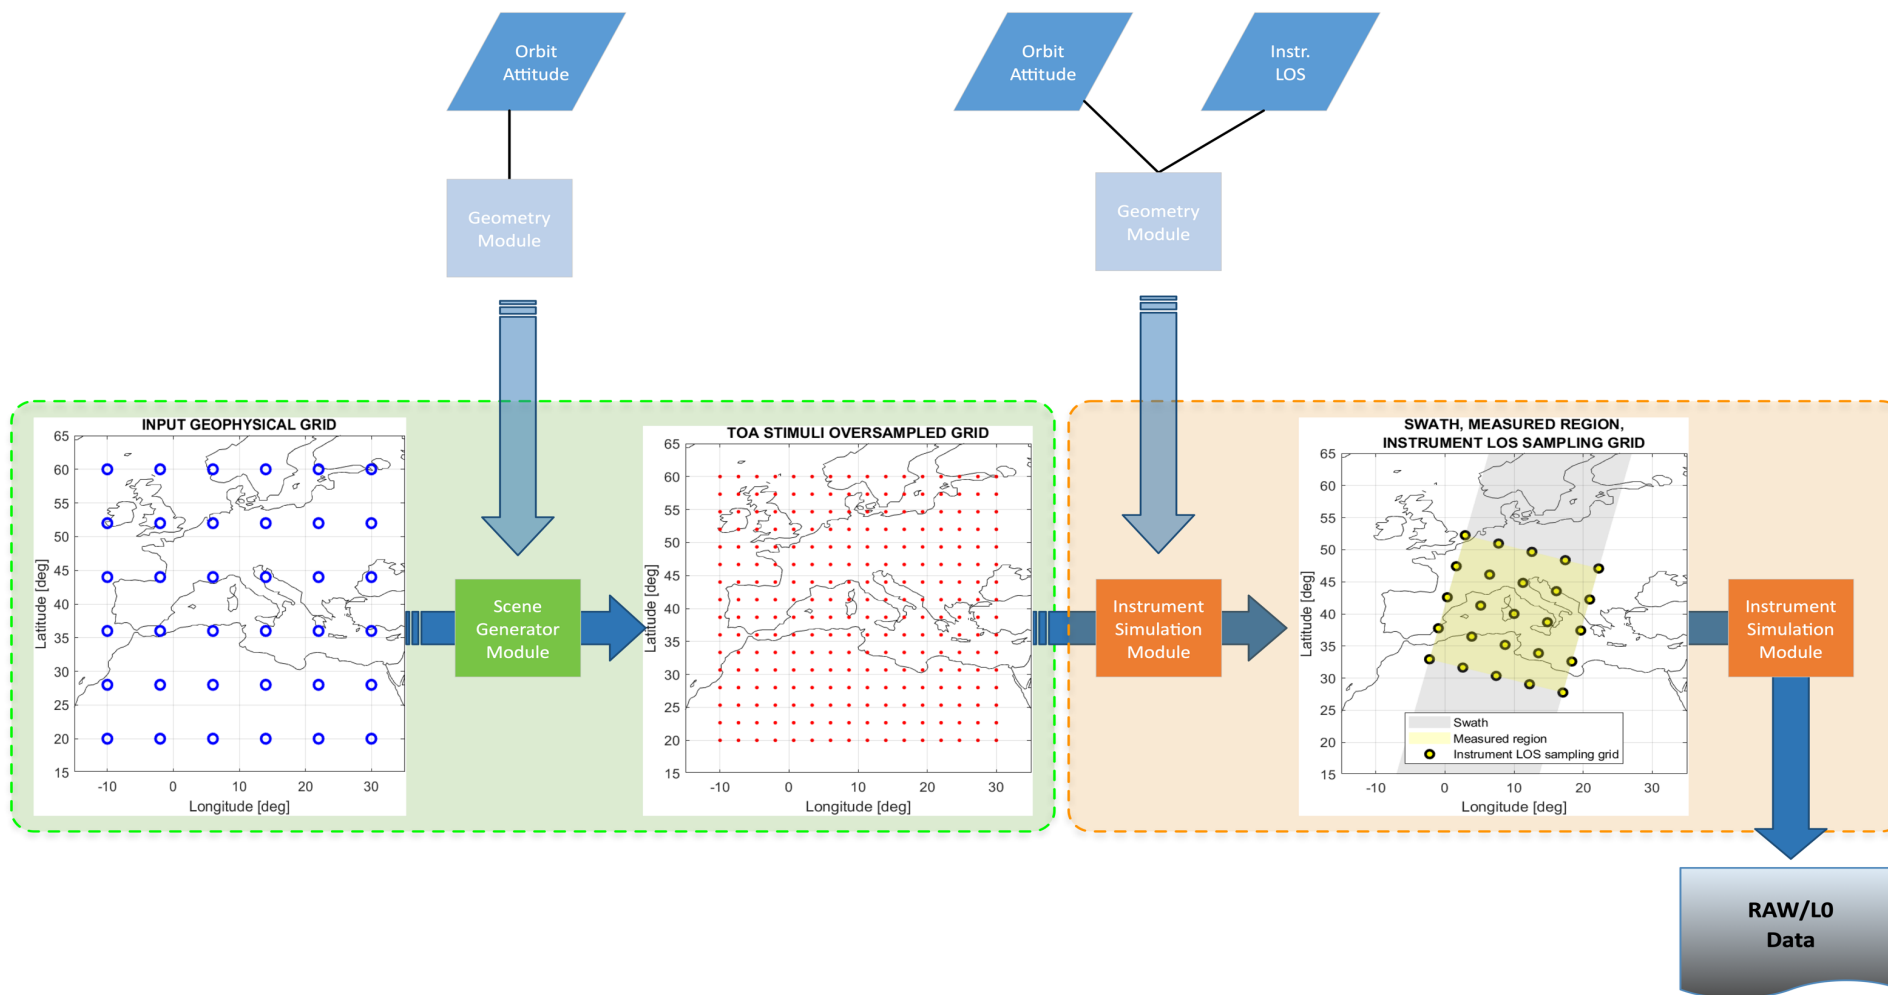 Orbit
Attitude
Orbit
Attitude
Instr.
LOS
Geometry
Module
Geometry
Module
INPUT GEOPHYSICAL GRID
65
60
55
50
45
40
35
30
25
20
15
-10
0
10
20
30
Latitude [deg]
Longitude [deg]
Scene
Generator
Module
TOA STIMULI OVERSAMPLED GRID
65
60
55
50
45
40
35
30
25
20
15
-10
0
10
20
30
Latitude [deg]
Longitude [deg]
Instrument
Simulation
Module
SWATH, MEASURED REGION,
INSTRUMENT LOS SAMPLING GRID
65
60
55
50
45
40
35
30
25
20
15
-10
0
10
20
30
Latitude [deg]
Longitude [deg]
Swath
Measured region
Instrument LOS sampling grid
Instrument
Simulation
Module
RAW/L0
Data